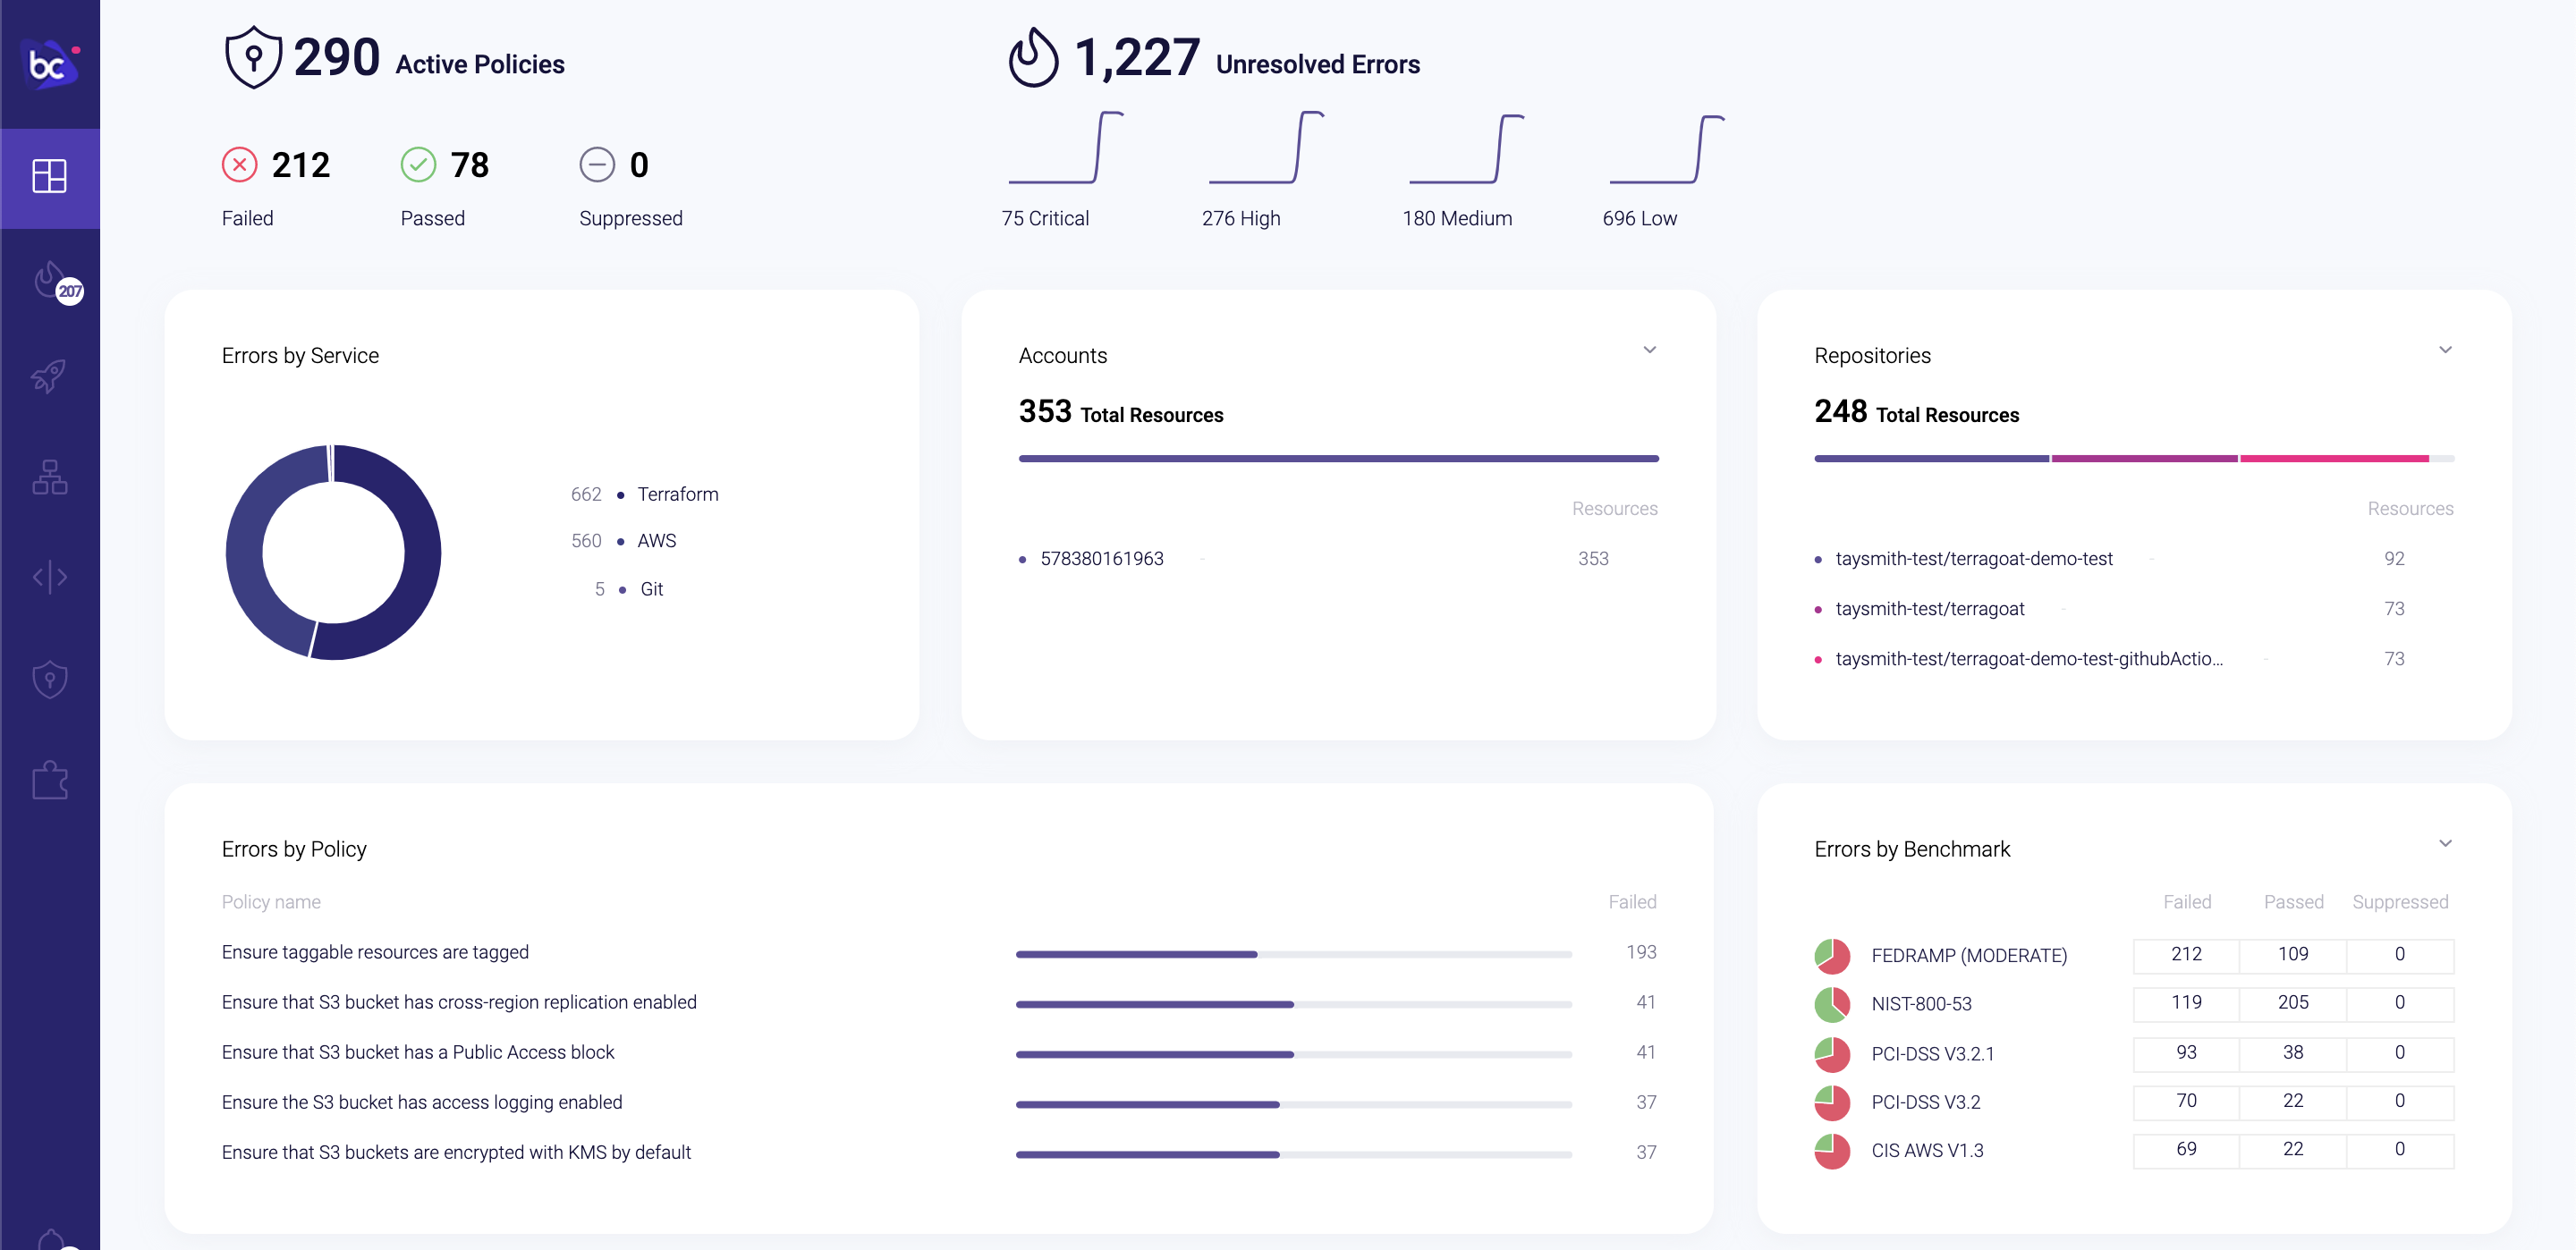 bc
290 Active Policies
1,227 Unresolved Errors
212
78
0
Failed
Passed
Suppressed
75 Critical
276 High
180 Medium
696 Low
207
Errors by Service
662 Terraform
560 AWS
5 Git
Accounts
353 Total Resources
Resources
578380161963 - 353
Repositories
248 Total Resources
Resources
taysmith-test/terragoat-demo-test - 92
taysmith-test/terragoat - 73
taysmith-test/terragoat-demo-test-githubActio... - 73
Errors by Policy
Policy name Failed
Ensure taggable resources are tagged 193
Ensure that S3 bucket has cross-region replication enabled 41
Ensure that S3 bucket has a Public Access block 41
Ensure the S3 bucket has access logging enabled 37
Ensure that S3 buckets are encrypted with KMS by default 37
Errors by Benchmark
Failed Passed Suppressed
FEDRAMP (MODERATE) 212 109 0
NIST-800-53 119 205 0
PCI-DSS V3.2.1 93 38 0
PCI-DSS V3.2 70 22 0
CIS AWS V1.3 69 22 0